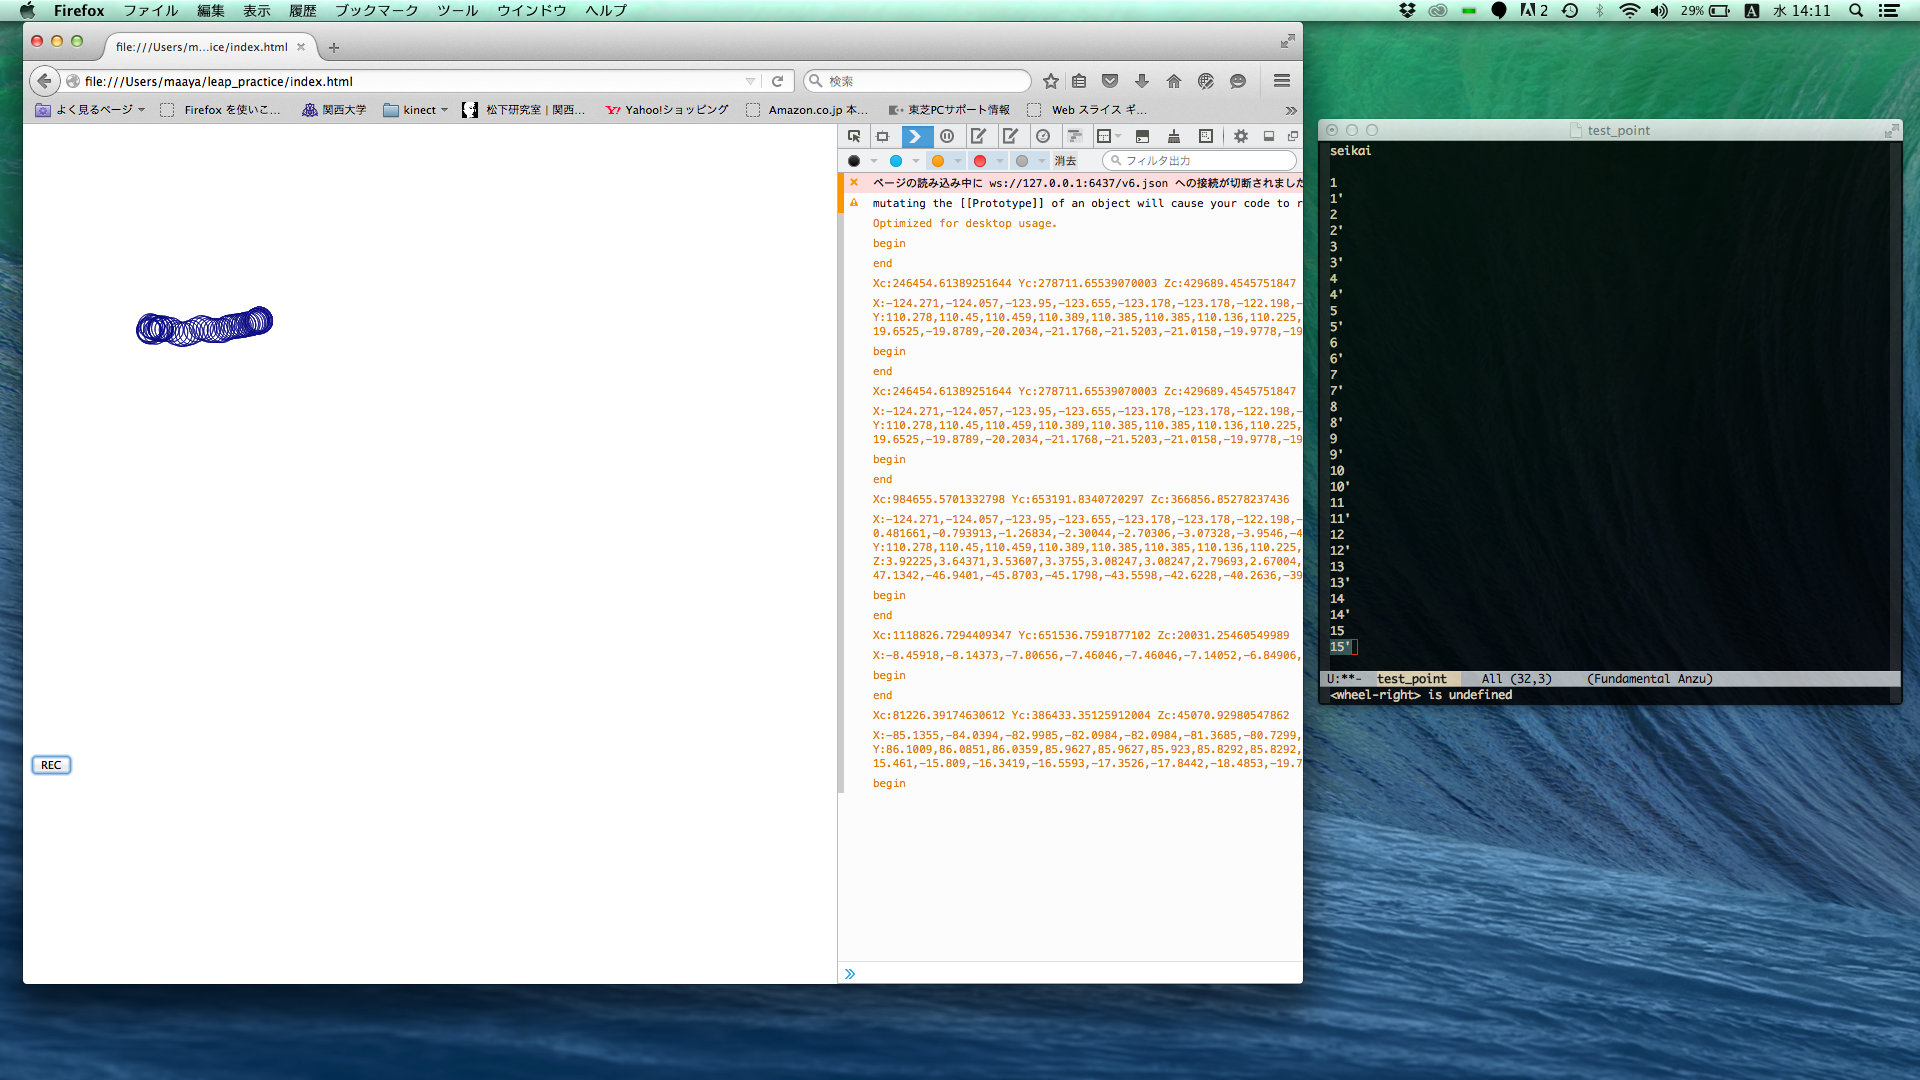 Firefox ファイル 編集 表示 履歴 ブックマーク ツール ウインドウ ヘルプ
2 29% A 水 14:11
file:///Users/m...ice/index.html
file:///Users/maaya/leap_practice/index.html
検索
よく見るページ Firefox を使いこ... 関西大学 kinect 松下研究室 | 関西... Yahoo!ショッピング Amazon.co.jp 本... 東芝PCサポート情報 Web スライス ギ...
消去 フィルタ出力
ページの読み込み中に ws://127.0.0.1:6437/v6.json への接続が切断されました
mutating the [[Prototype]] of an object will cause your code to r
Optimized for desktop usage.
begin
end
Xc:246454.61389251644 Yc:278711.65539070003 Zc:429689.4545751847
X:-124.271,-124.057,-123.95,-123.655,-123.178,-123.178,-122.198,-
Y:110.278,110.45,110.459,110.389,110.385,110.385,110.136,110.225,
19.6525,-19.8789,-20.2034,-21.1768,-21.5203,-21.0158,-19.9778,-19
begin
end
Xc:246454.61389251644 Yc:278711.65539070003 Zc:429689.4545751847
X:-124.271,-124.057,-123.95,-123.655,-123.178,-123.178,-122.198,-
Y:110.278,110.45,110.459,110.389,110.385,110.385,110.136,110.225,
19.6525,-19.8789,-20.2034,-21.1768,-21.5203,-21.0158,-19.9778,-19
begin
end
Xc:984655.5701332798 Yc:653191.8340720297 Zc:366856.85278237436
X:-124.271,-124.057,-123.95,-123.655,-123.178,-123.178,-122.198,-
0.481661,-0.793913,-1.26834,-2.30044,-2.70306,-3.07328,-3.9546,-4
Y:110.278,110.45,110.459,110.389,110.385,110.385,110.136,110.225,
Z:3.92225,3.64371,3.53607,3.3755,3.08247,3.08247,2.79693,2.67004,
47.1342,-46.9401,-45.8703,-45.1798,-43.5598,-42.6228,-40.2636,-39
begin
end
Xc:1118826.7294409347 Yc:651536.7591877102 Zc:20031.25460549989
X:-8.45918,-8.14373,-7.80656,-7.46046,-7.46046,-7.14052,-6.84906,
begin
end
Xc:81226.39174630612 Yc:386433.35125912004 Zc:45070.92980547862
X:-85.1355,-84.0394,-82.9985,-82.0984,-82.0984,-81.3685,-80.7299,
Y:86.1009,86.0851,86.0359,85.9627,85.9627,85.923,85.8292,85.8292,
15.461,-15.809,-16.3419,-16.5593,-17.3526,-17.8442,-18.4853,-19.7
begin
REC
test_point
seikai
1
1'
2
2'
3
3'
4
4'
5
5'
6
6'
7
7'
8
8'
9
9'
10
10'
11
11'
12
12'
13
13'
14
14'
15
15'
U:**- test_point All (32,3) (Fundamental Anzu)
<wheel-right> is undefined